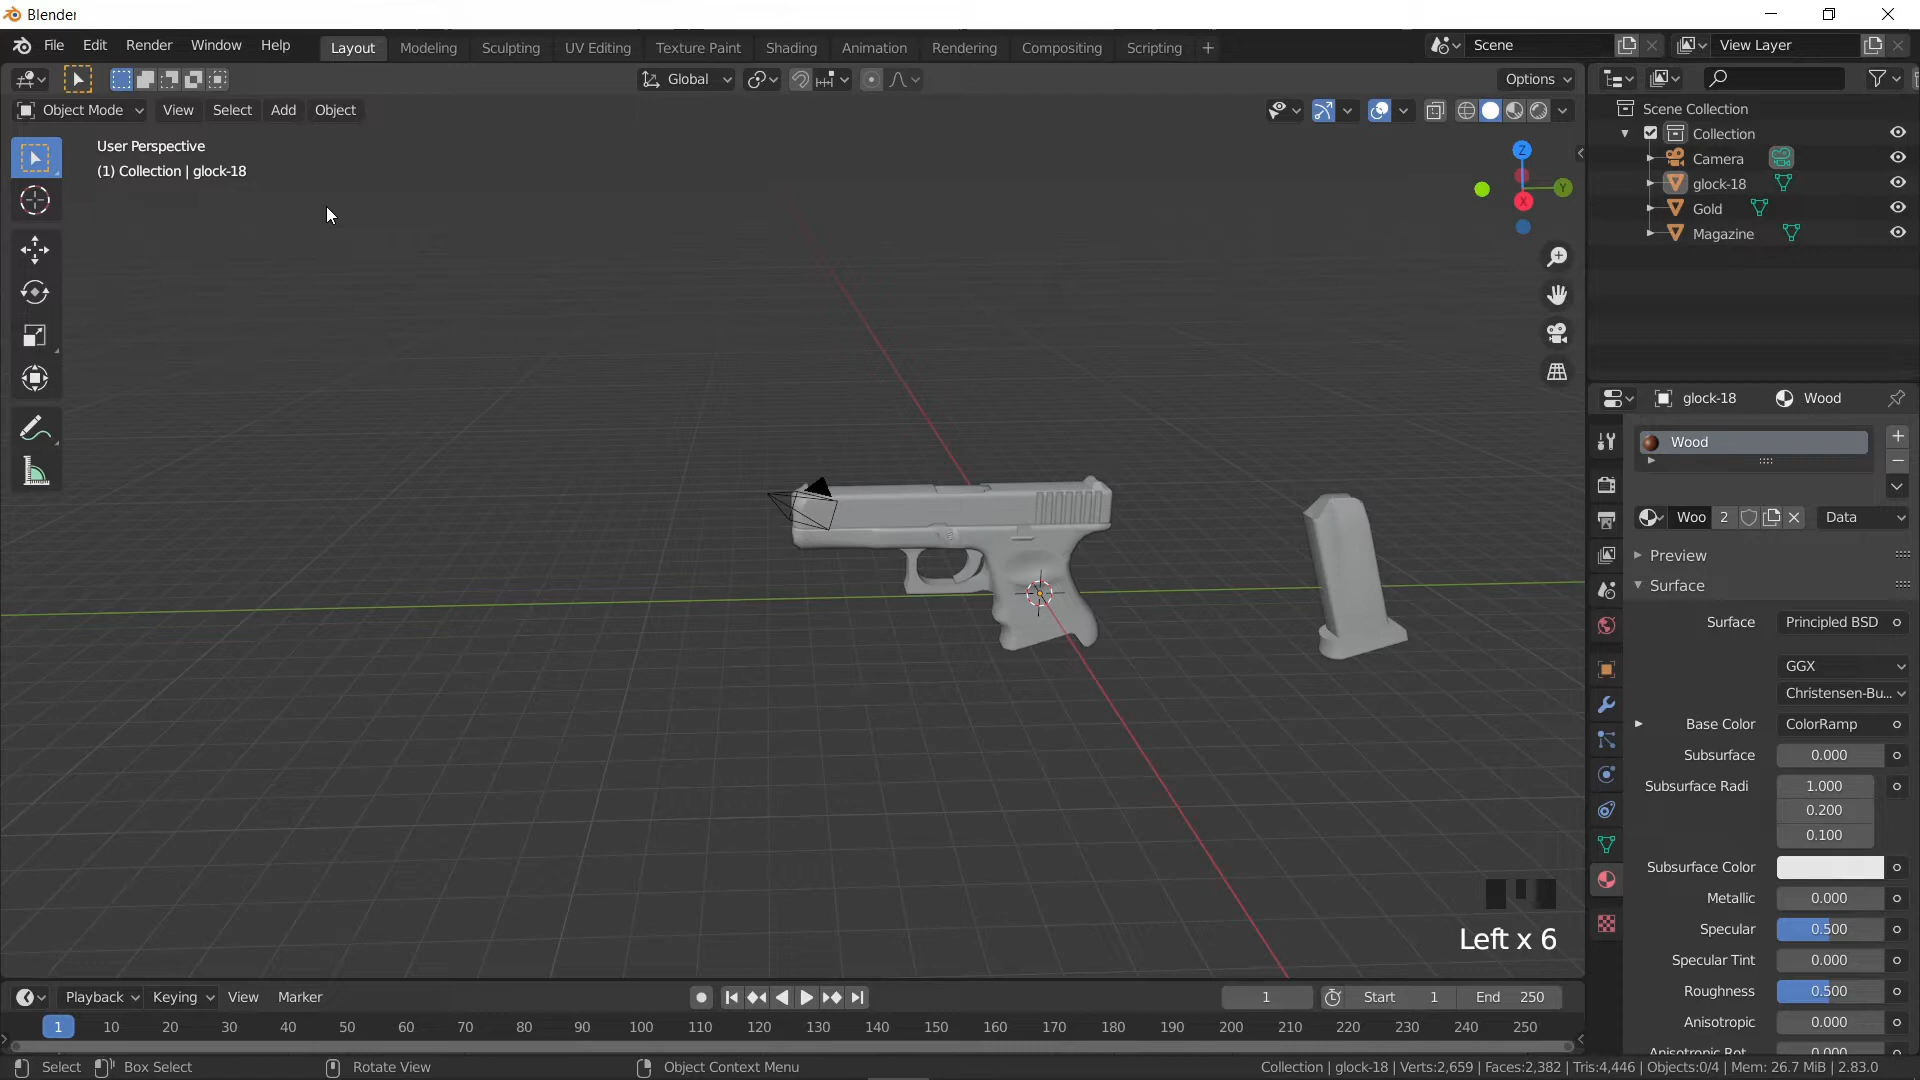 Blender
File Edit Render Window Help Layout Modeling Sculpting UV Editing Texture Paint Shading Animation Rendering Compositing Scripting + Scene View Layer
Global Options
Object Mode View Select Add Object
User Perspective
(1) Collection | glock-18
Z
Y
X
Scene Collection
Collection
Camera
glock-18
Gold
Magazine
glock-18 Wood
Wood
Woo 2 Data
Preview
Surface
Surface Principled BSD
GGX
Christensen-Bu...
Base Color ColorRamp
Subsurface 0.000
Subsurface Radi 1.000
0.200
0.100
Subsurface Color
Metallic 0.000
Specular 0.500
Specular Tint 0.000
Roughness 0.500
Anisotropic 0.000
Anisotropic Rot 0.000
Left x 6
Playback Keying View Marker 1 Start 1 End 250
1 10 20 30 40 50 60 70 80 90 100 110 120 130 140 150 160 170 180 190 200 210 220 230 240 250
Select Box Select Rotate View Object Context Menu Collection | glock-18 | Verts:2,659 | Faces:2,382 | Tris:4,446 | Objects:0/4 | Mem: 26.7 MiB | 2.83.0